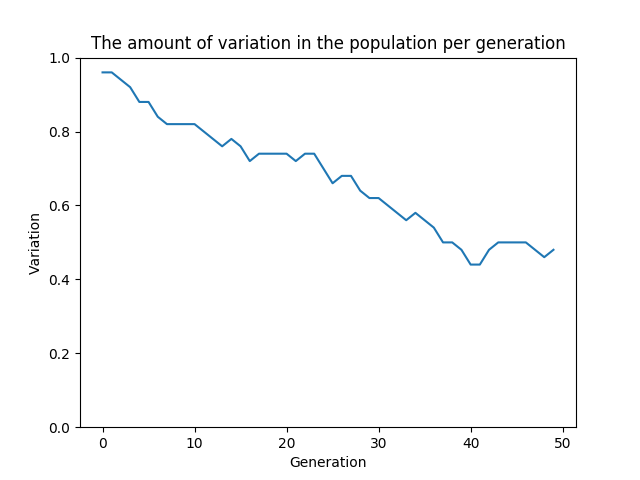 The amount of variation in the population per generation
1.0
0.8
0.6
0.4
0.2
0.0
Variation
0 10 20 30 40 50
Generation